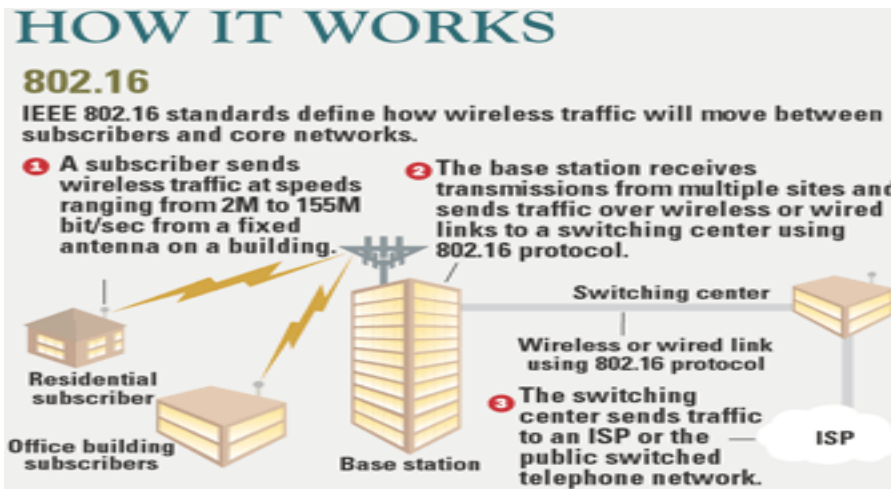 HOW IT WORKS
802.16
IEEE 802.16 standards define how wireless traffic will move between
subscribers and core networks.
1 A subscriber sends
wireless traffic at speeds
ranging from 2M to 155M
bit/sec from a fixed
antenna on a building.
2 The base station receives
transmissions from multiple sites and
sends traffic over wireless or wired
links to a switching center using
802.16 protocol.
Switching center
Wireless or wired link
using 802.16 protocol
Residential
subscriber
Office building
subscribers
Base station
3 The switching
center sends traffic
to an ISP or the
public switched
telephone network.
ISP